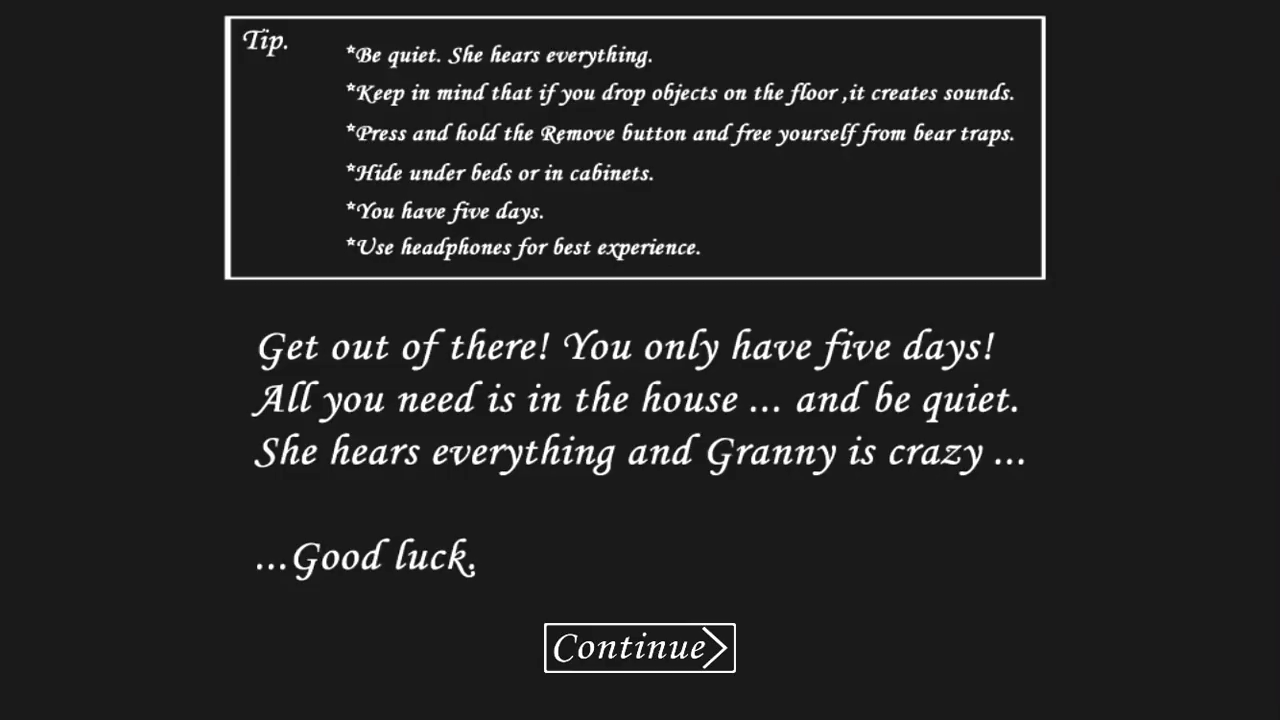 Tip.
*Be quiet. She hears everything.
*Keep in mind that if you drop objects on the floor ,it creates sounds.
*Press and hold the Remove button and free yourself from bear traps.
*Hide under beds or in cabinets.
*You have five days.
*Use headphones for best experience.
Get out of there! You only have five days!
All you need is in the house ... and be quiet.
She hears everything and Granny is crazy ...
...Good luck.
Continue